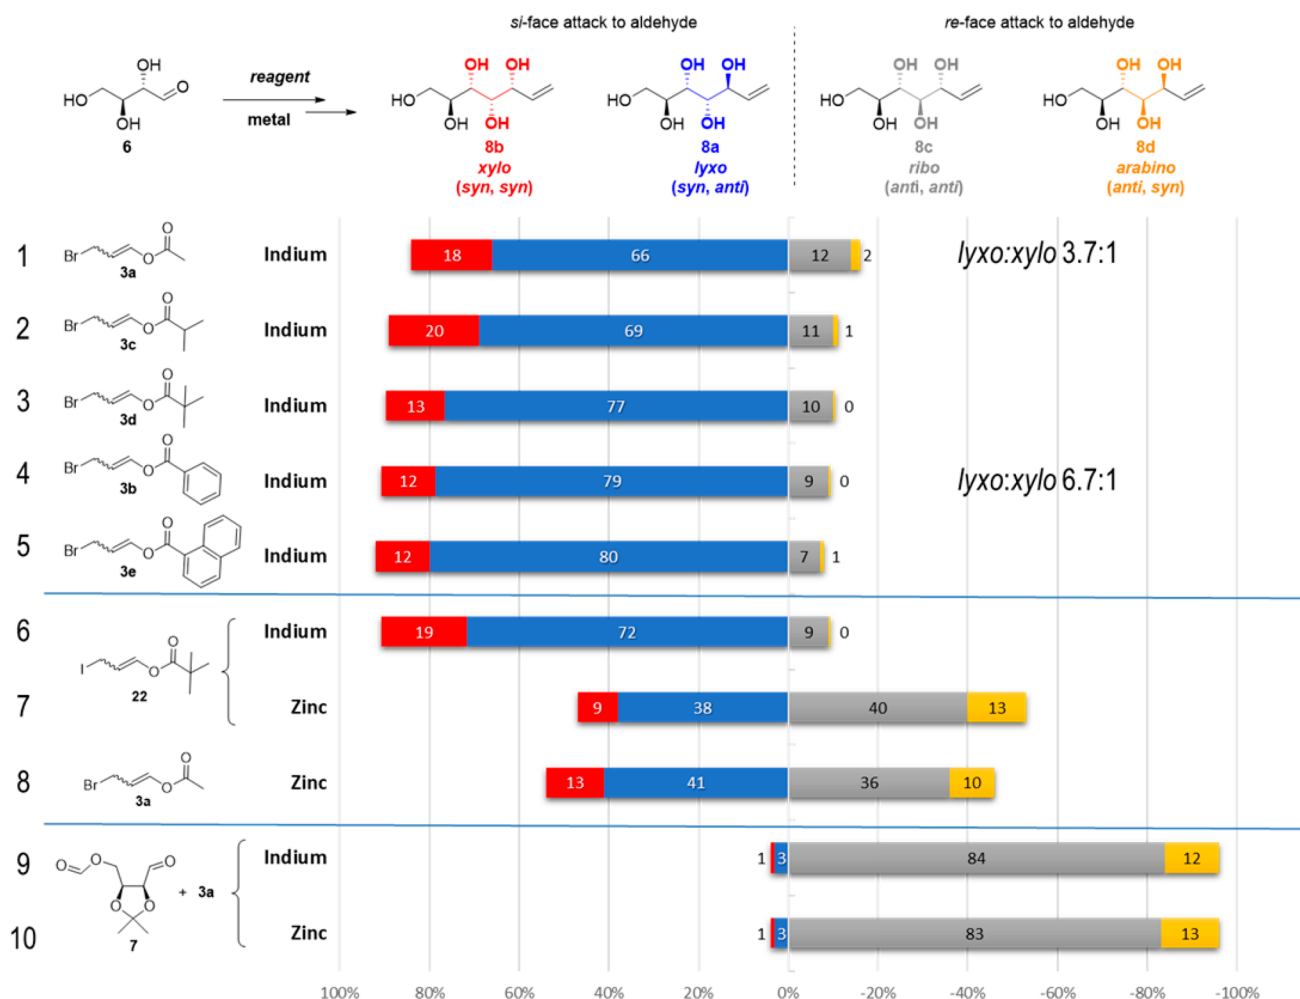 si-face attack to aldehyde
re-face attack to aldehyde
OH
O
HO
OH
6
reagent
metal
OH OH
HO
OH OH
8b
xylo
(syn, syn)
OH OH
HO
OH OH
8a
lyxo
(syn, anti)
OH OH
HO
OH OH
8c
ribo
(anti, anti)
OH OH
HO
OH OH
8d
arabino
(anti, syn)
1
O
Br
O
3a
Indium
18
66
12
2
lyxo:xylo 3.7:1
2
O
Br
O
3c
Indium
20
69
11
1
3
O
Br
O
3d
Indium
13
77
10
0
4
O
Br
O
3b
Indium
12
79
9
0
lyxo:xylo 6.7:1
5
O
Br
O
3e
Indium
12
80
7
1
6
Indium
19
72
9
0
O
I
O
22
7
Zinc
9
38
40
13
8
O
Br
O
3a
Zinc
13
41
36
10
9
Indium
1
3
84
12
O
O
O
O
O
7
+ 3a
10
Zinc
1
3
83
13
100%
80%
60%
40%
20%
0%
-20%
-40%
-60%
-80%
-100%